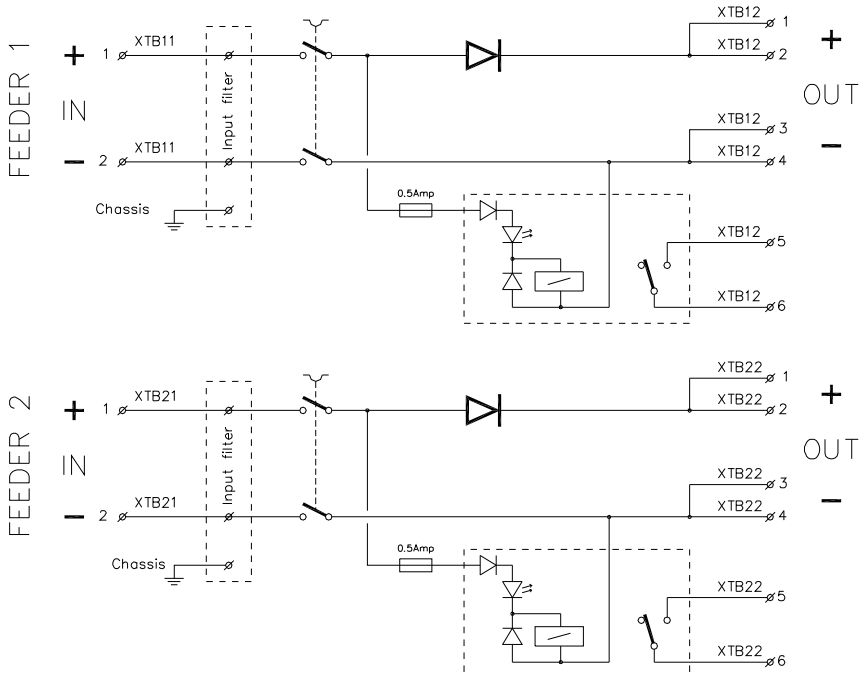 FEEDER 1
XTB12
1
+ 1 XTB11
XTB12
2 +
IN
Input filter
OUT
XTB12
3
- 2 XTB11
XTB12
4 -
0.5Amp
Chassis
XTB12
5
XTB12
6
FEEDER 2
XTB22
1
+ 1 XTB21
XTB22
2 +
IN
Input filter
OUT
XTB22
3
- 2 XTB21
XTB22
4 -
0.5Amp
Chassis
XTB22
5
XTB22
6